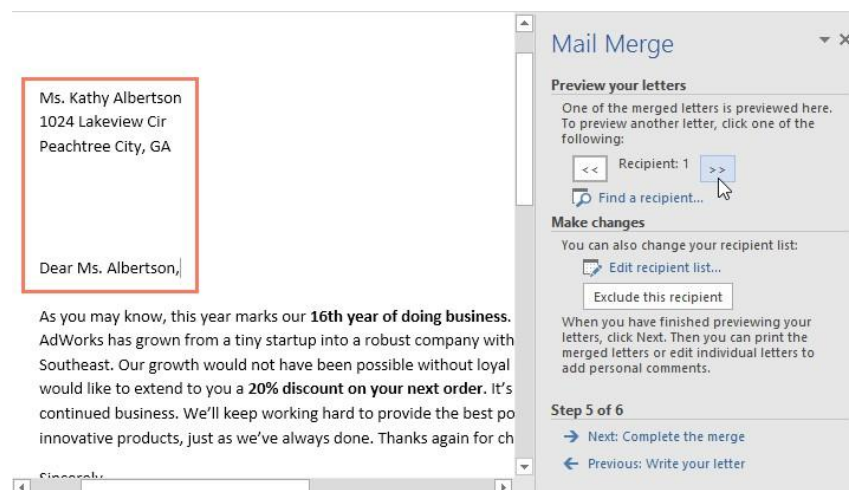 Ms. Kathy Albertson
1024 Lakeview Cir
Peachtree City, GA
Dear Ms. Albertson,
As you may know, this year marks our 16th year of doing business.
AdWorks has grown from a tiny startup into a robust company with
Southeast. Our growth would not have been possible without loyal
would like to extend to you a 20% discount on your next order. It's
continued business. We'll keep working hard to provide the best po
innovative products, just as we've always done. Thanks again for ch
Mail Merge
Preview your letters
One of the merged letters is previewed here.
To preview another letter, click one of the
following:
<< Recipient: 1 >>
Find a recipient...
Make changes
You can also change your recipient list:
Edit recipient list...
Exclude this recipient
When you have finished previewing your
letters, click Next. Then you can print the
merged letters or edit individual letters to
add personal comments.
Step 5 of 6
Next: Complete the merge
Previous: Write your letter